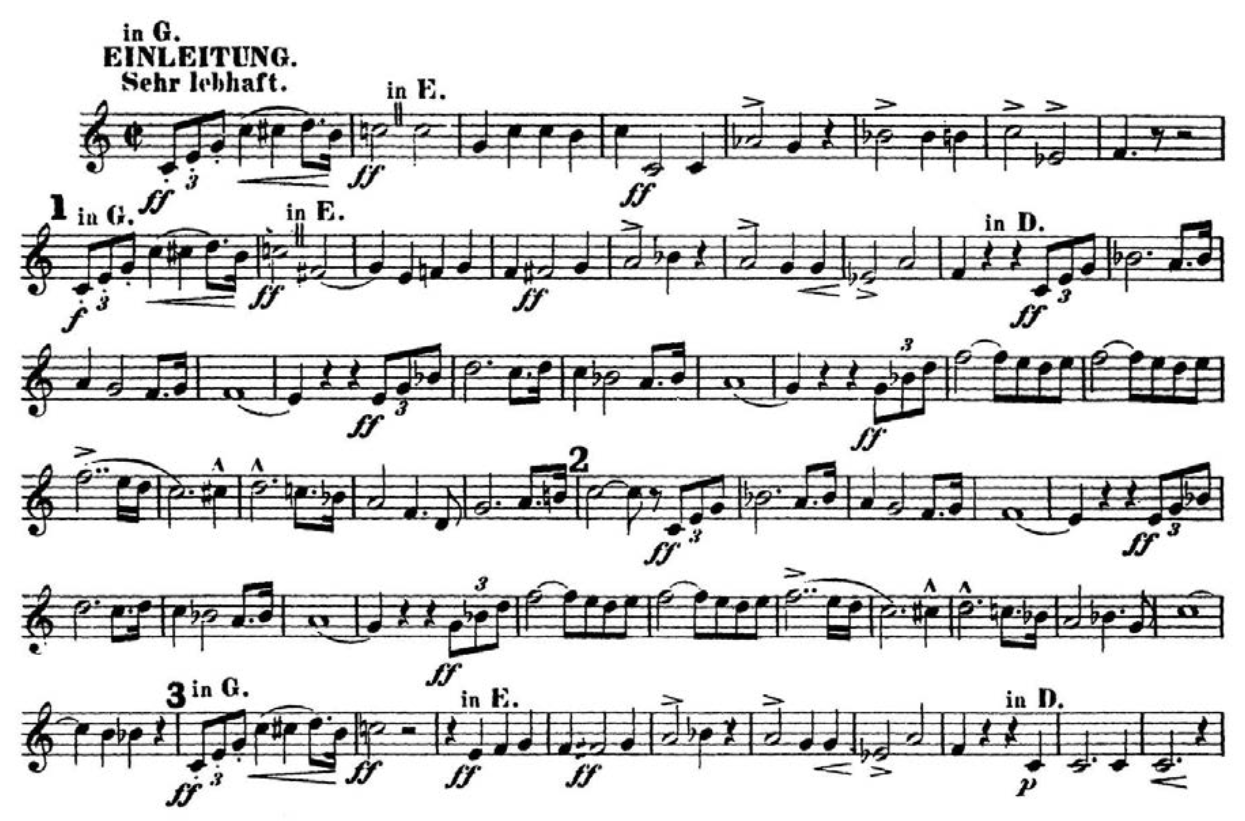 in G.
EINLEITUNG.
Sehr lebhaft.
in E.
3
ff ff ff
1 in G. in E. in D.
3 3
f ff ff ff
3
3 ff ff
2
3 3
ff ff
3
ff
3 in G. in E. in D.
3
ff ff ff ff p